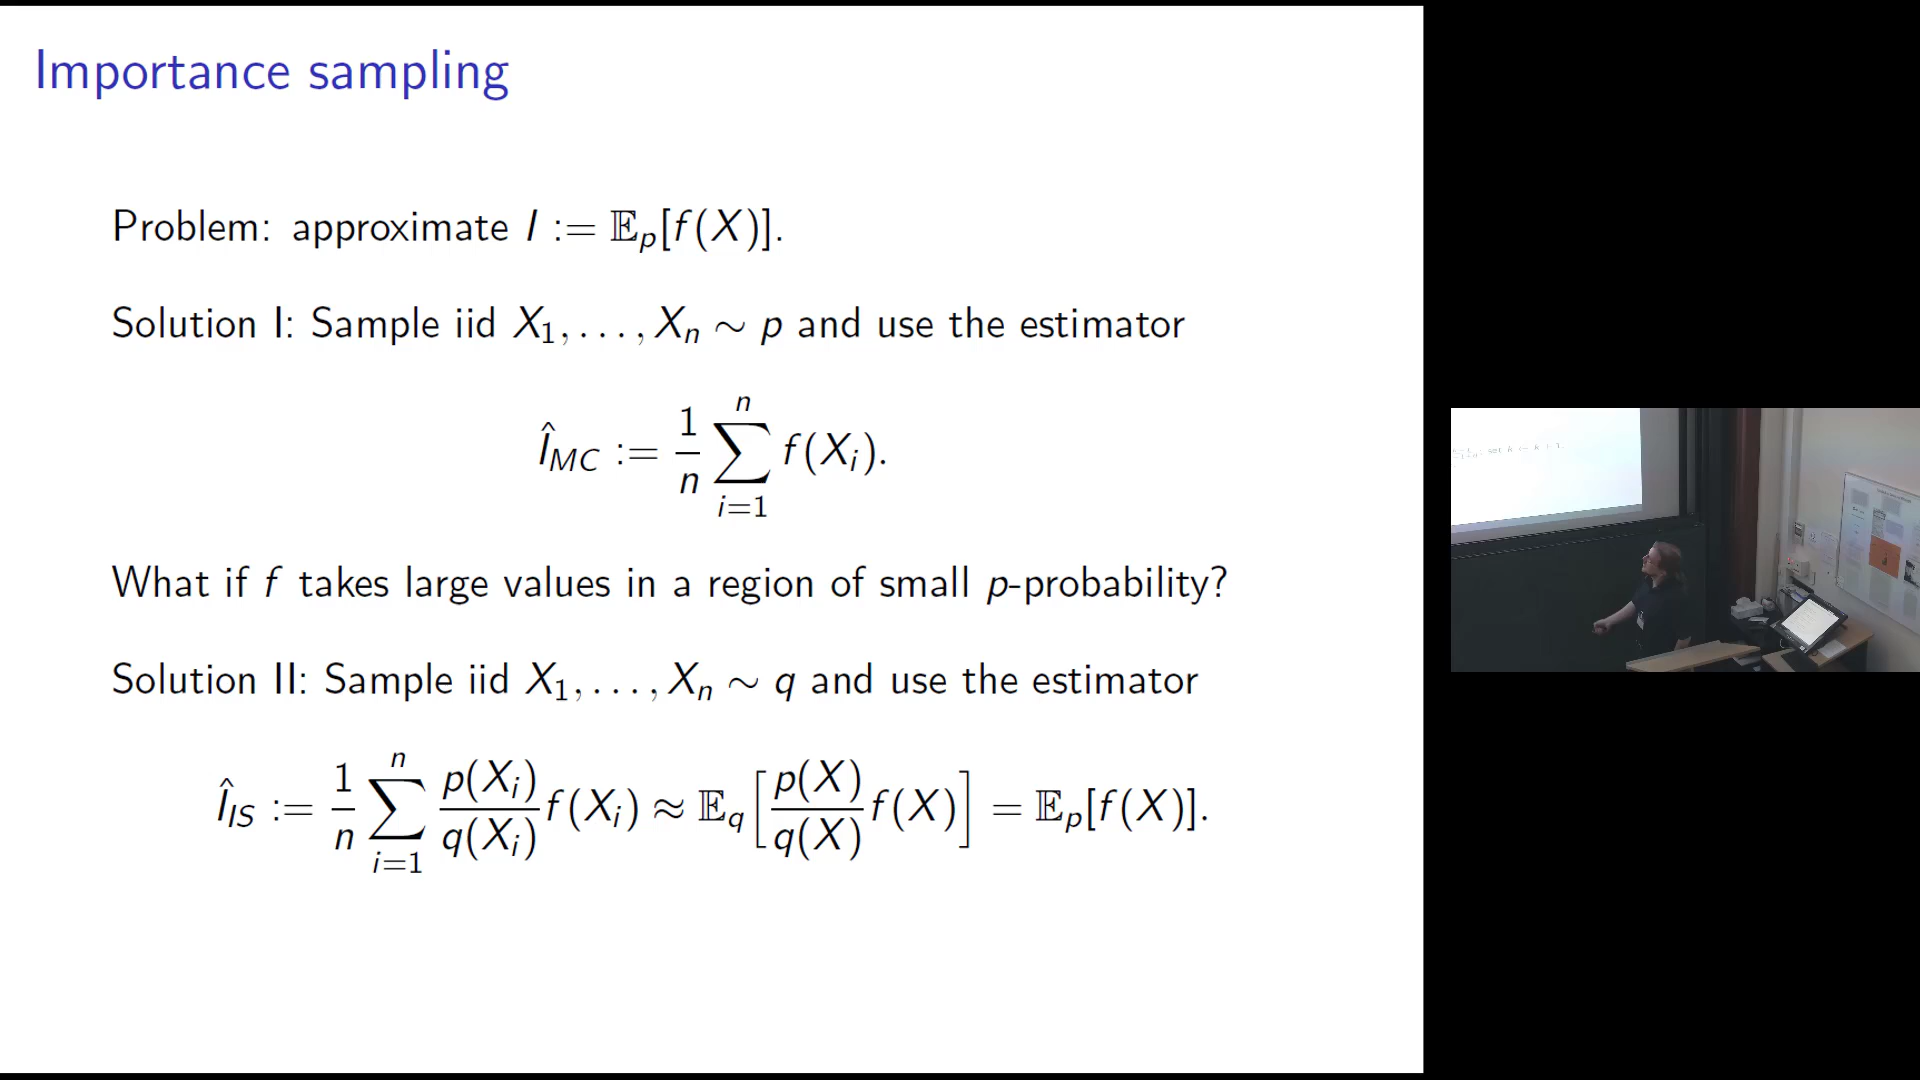 Importance sampling
Problem: approximate I := 𝔼_p[f(X)].
Solution I: Sample iid X_1, . . . , X_n ∼ p and use the estimator
Î_MC := 1/n ∑_{i=1}^{n} f(X_i).
What if f takes large values in a region of small p-probability?
Solution II: Sample iid X_1, . . . , X_n ∼ q and use the estimator
Î_IS := 1/n ∑_{i=1}^{n} p(X_i)/q(X_i) f(X_i) ≈ 𝔼_q[p(X)/q(X) f(X)] = 𝔼_p[f(X)].